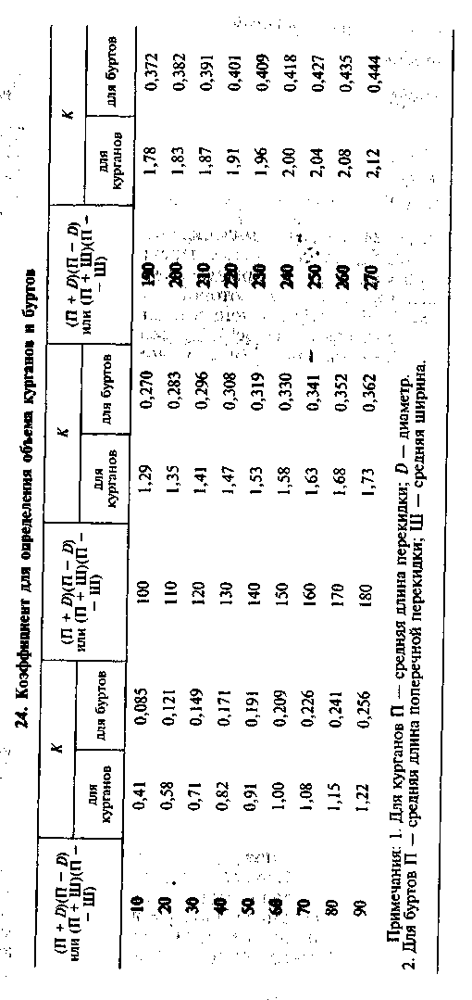 24. Коэффициент для определения объема курганов и буртов
(П + D)(П − D) К (П + D)(П − D) К (П + D)(П − D) К
или (П + Ш)(П − для для буртов или (П + Ш)(П − для для буртов или (П + Ш)(П − для для буртов
− Ш) курганов − Ш) курганов − Ш) курганов
10 0,41 0,085 100 1,29 0,270 190 1,78 0,372
20 0,58 0,121 110 1,35 0,283 200 1,83 0,382
30 0,71 0,149 120 1,41 0,296 210 1,87 0,391
40 0,82 0,171 130 1,47 0,308 220 1,91 0,401
50 0,91 0,191 140 1,53 0,319 230 1,96 0,409
60 1,00 0,209 150 1,58 0,330 240 2,00 0,418
70 1,08 0,226 160 1,63 0,341 250 2,04 0,427
80 1,15 0,241 170 1,68 0,352 260 2,08 0,435
90 1,22 0,256 180 1,73 0,362 270 2,12 0,444
Примечания: 1. Для курганов П — средняя длина перекидки; D — диаметр.
2. Для буртов П — средняя длина поперечной перекидки; Ш — средняя ширина.